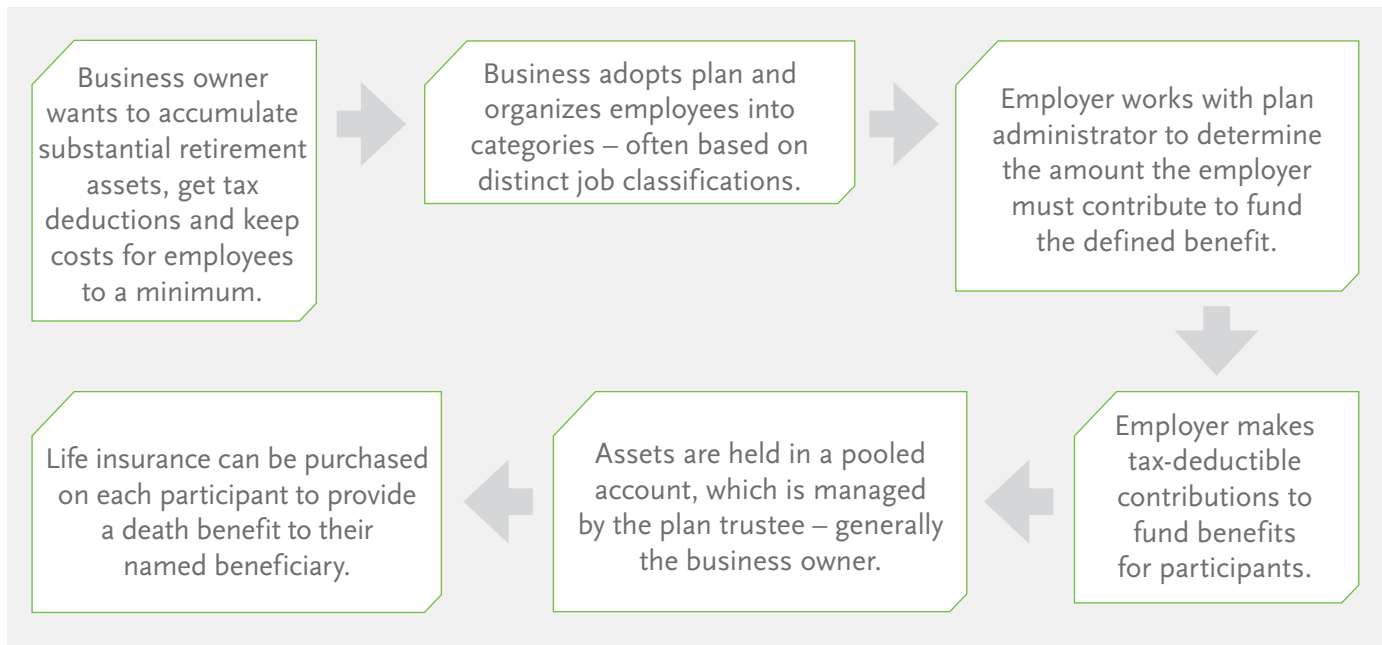 Business owner
wants to accumulate
substantial retirement
assets, get tax
deductions and keep
costs for employees
to a minimum.
Business adopts plan and
organizes employees into
categories – often based on
distinct job classifications.
Employer works with plan
administrator to determine
the amount the employer
must contribute to fund
the defined benefit.
Employer makes
tax-deductible
contributions to
fund benefits
for participants.
Assets are held in a pooled
account, which is managed
by the plan trustee – generally
the business owner.
Life insurance can be purchased
on each participant to provide
a death benefit to their
named beneficiary.